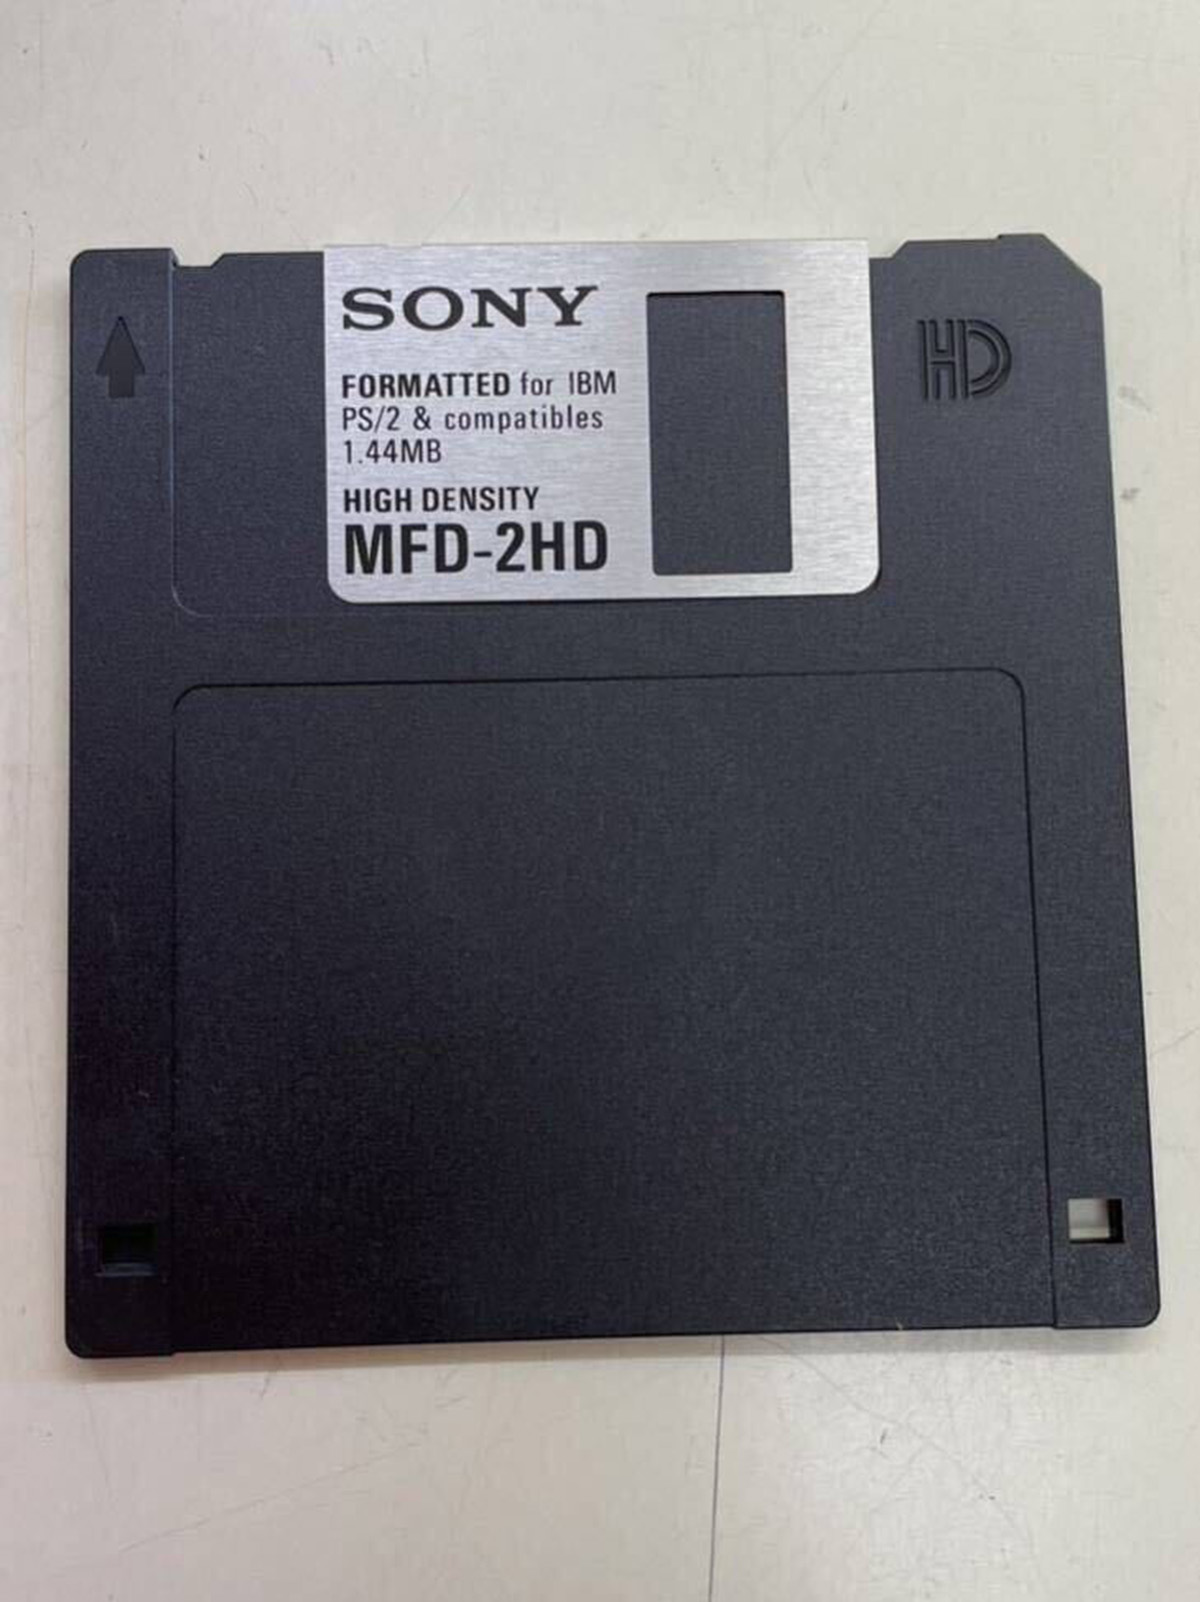 SONY
FORMATTED for IBM
PS/2 & compatibles
1.44MB
HIGH DENSITY
MFD-2HD
HD